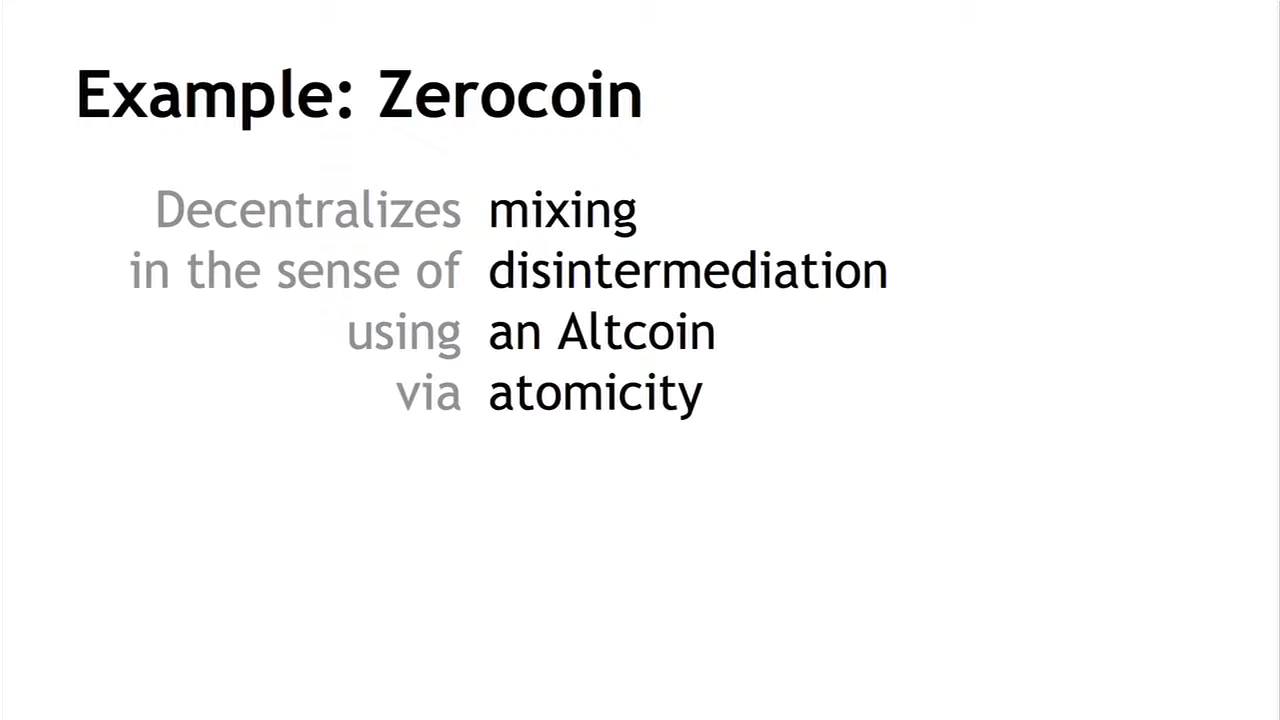 Example: Zerocoin
Decentralizes mixing
in the sense of disintermediation
using an Altcoin
via atomicity